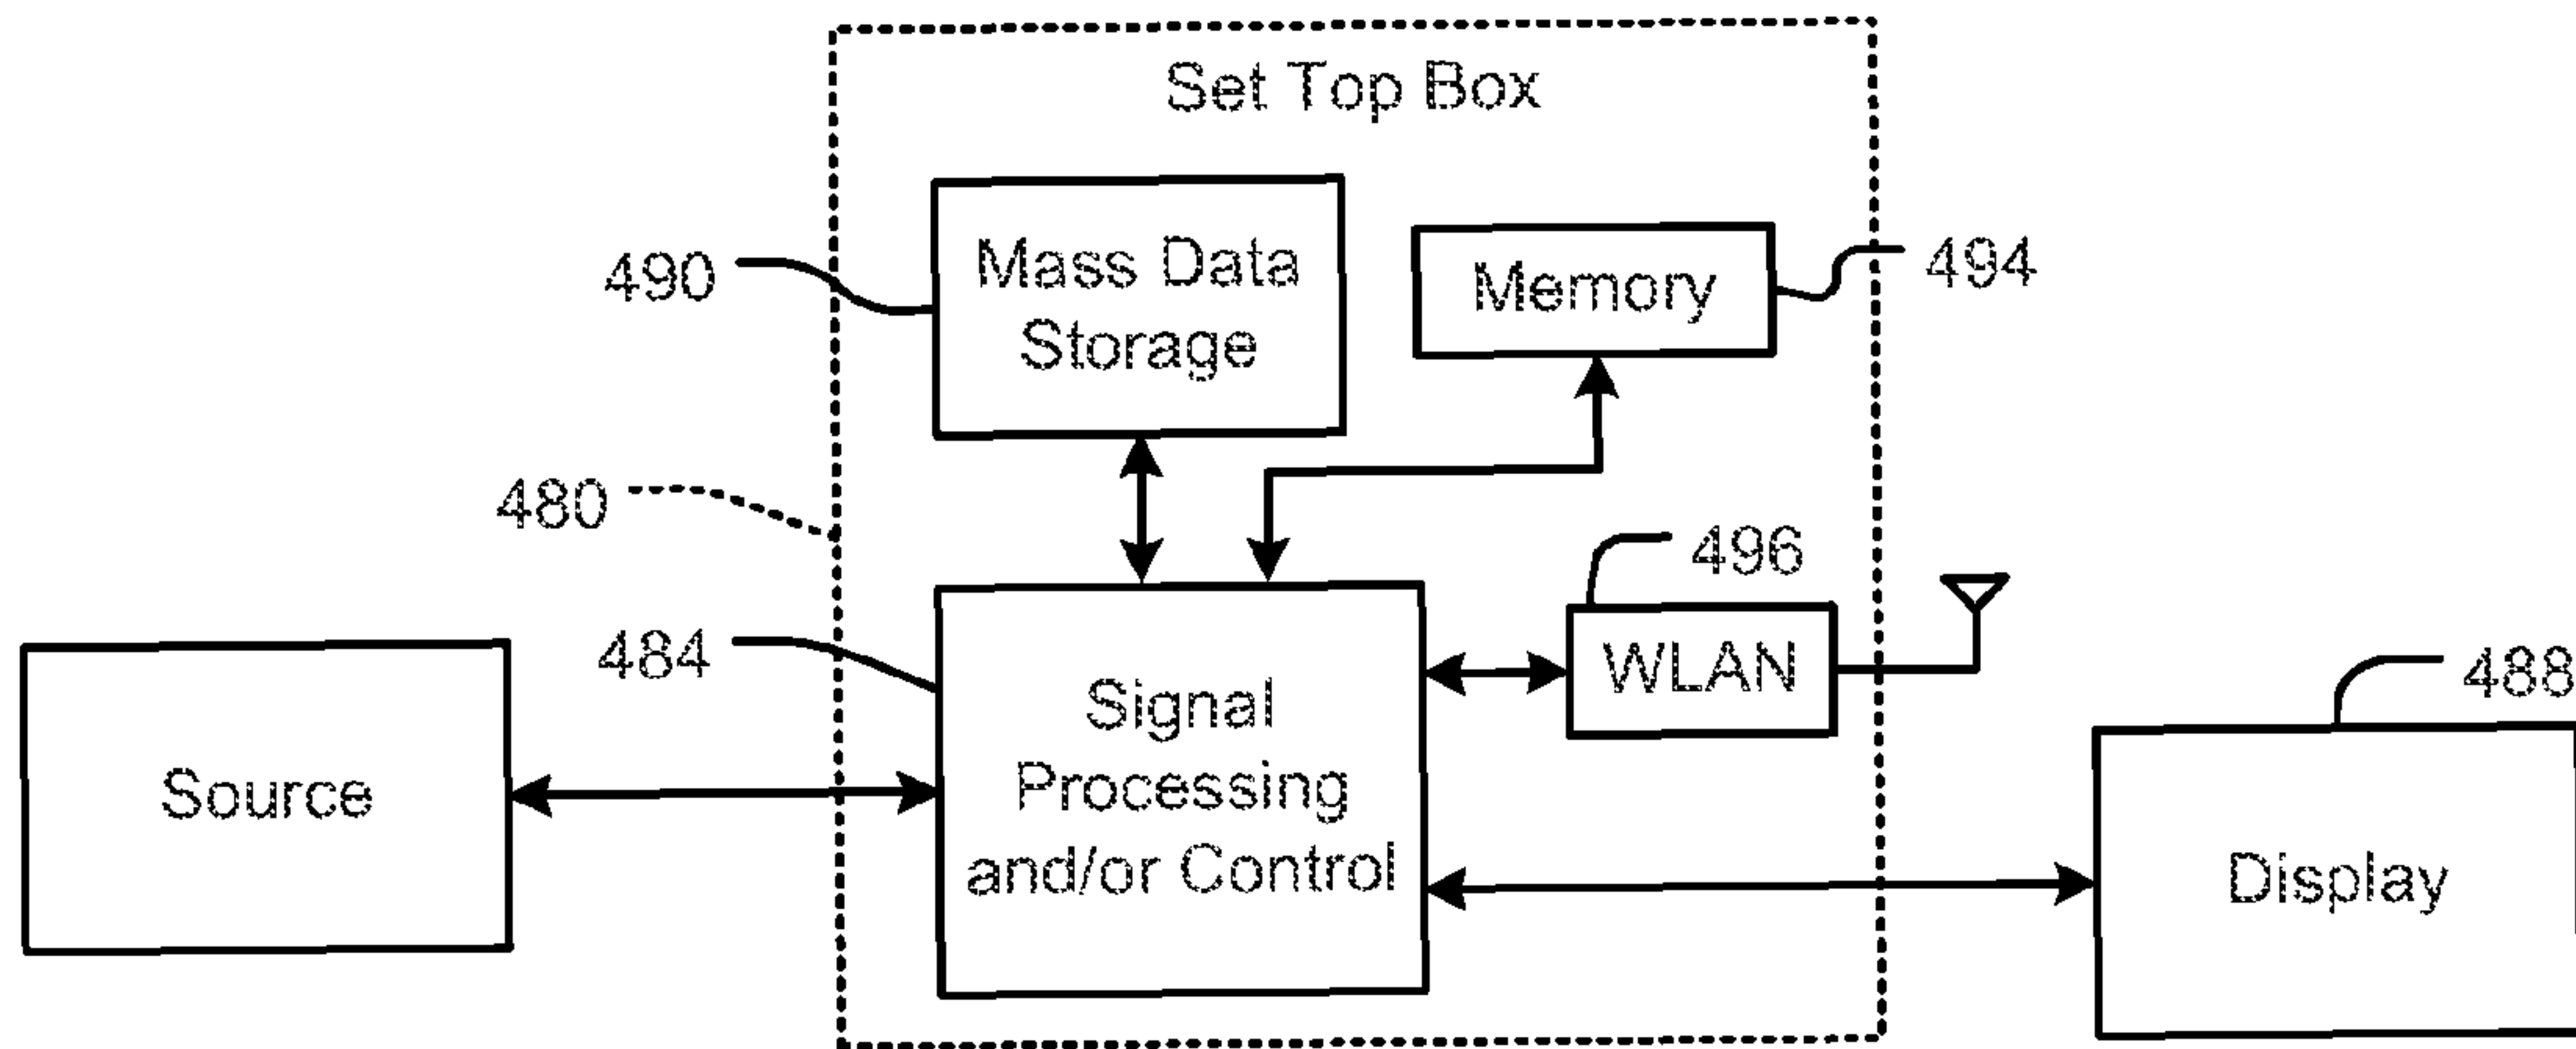 Set Top Box
490
Mass Data
Storage
Memory
494
480
496
484
WLAN
488
Source
Signal
Processing
and/or Control
Display